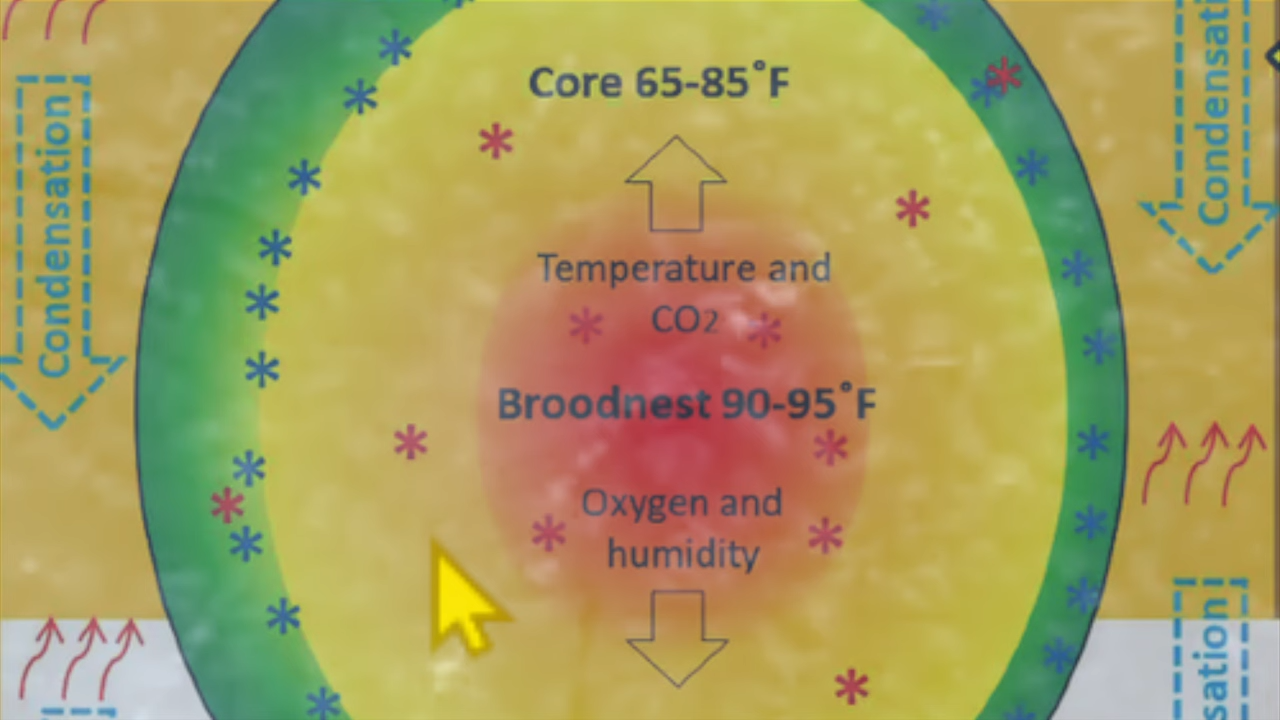 Core 65-85˚F
Condensation
Condensati
Temperature and
CO2
Broodnest 90-95˚F
Oxygen and
humidity
sation